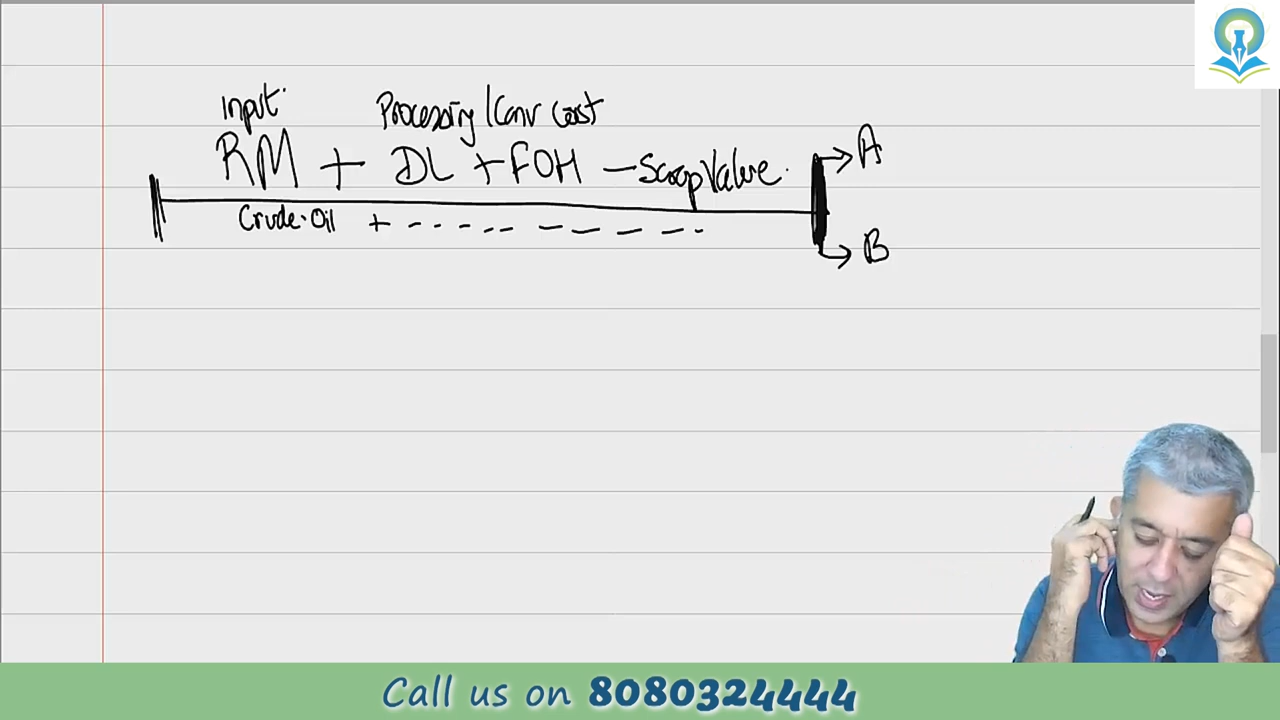 Input
Processing/Conv Cost
RM + DL + FOH - Scrap Value
A
Crude Oil + - - - - - - - - -
B
Call us on 8080324444